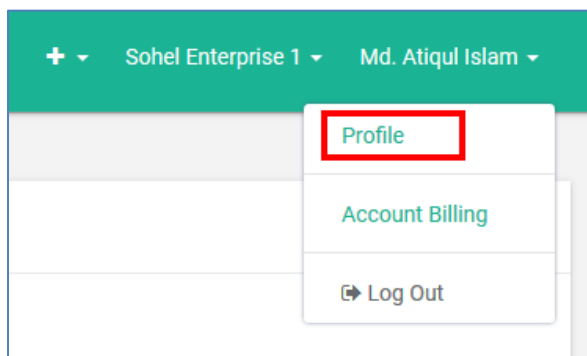 Sohel Enterprise 1 Md. Atiqul Islam
Profile
Account Billing
Log Out